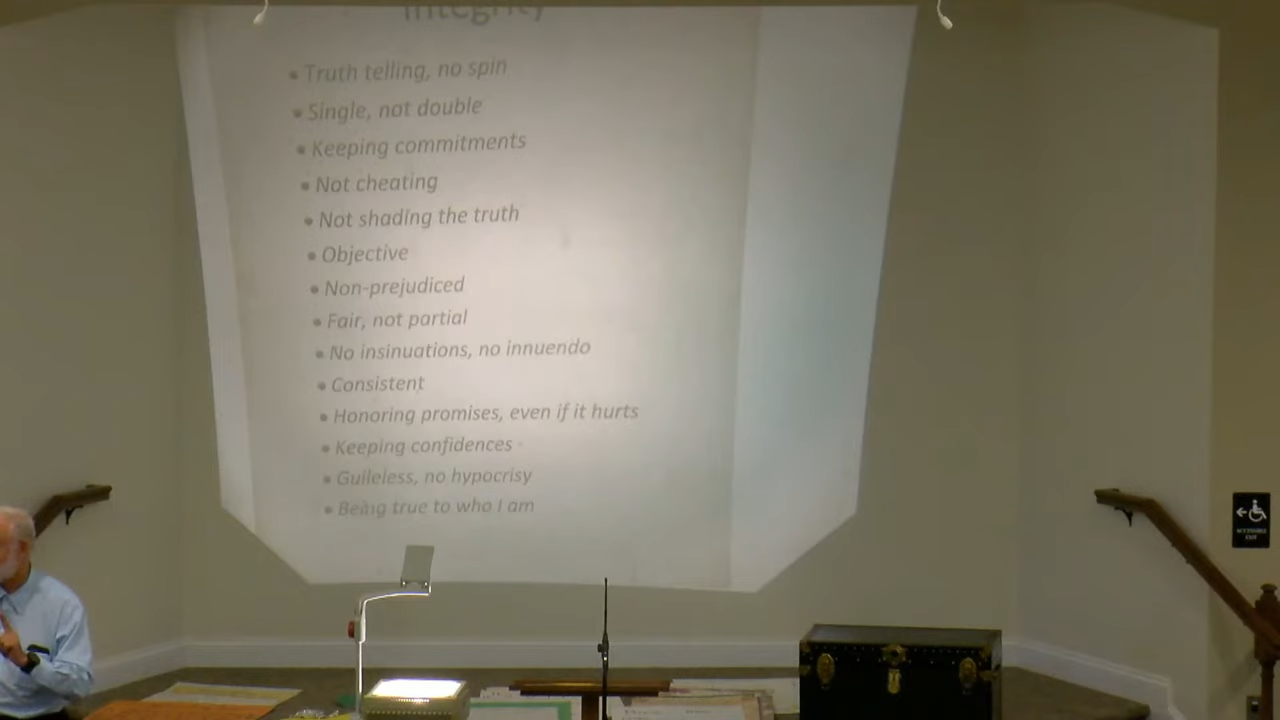 Integrity
• Truth telling, no spin
• Single, not double
• Keeping commitments
• Not cheating
• Not shading the truth
• Objective
• Non-prejudiced
• Fair, not partial
• No insinuations, no innuendo
• Consistent
• Honoring promises, even if it hurts
• Keeping confidences
• Guileless, no hypocrisy
• Being true to who I am
ACCESSIBLE
EXIT